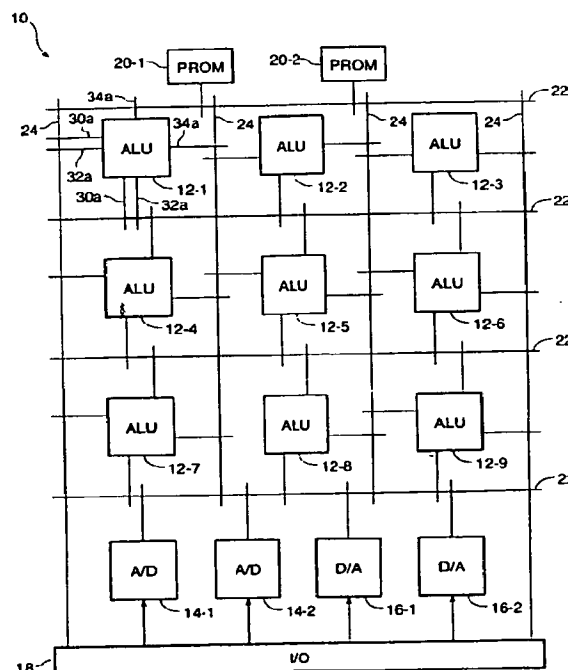 10
20-1 PROM 20-2 PROM
34a 22
24 30a 34a 24 24 24
32a ALU ALU ALU
30a 32a 12-1 12-2 12-3
22
ALU ALU ALU
12-4 12-5 12-6
22
ALU ALU ALU
12-7 12-8 12-9
A/D A/D D/A D/A
14-1 14-2 16-1 16-2
18 I/O